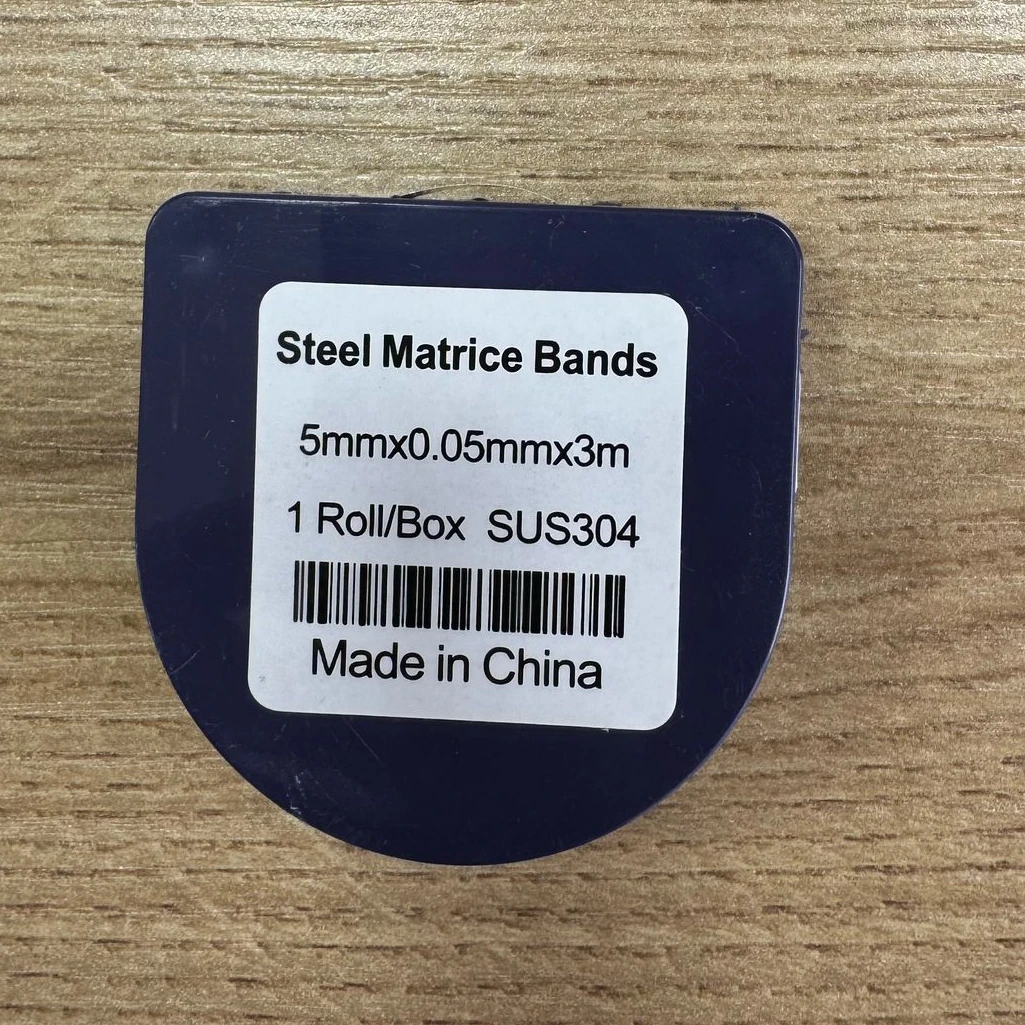 Steel Matrice Bands
5mmx0.05mmx3m
1 Roll/Box SUS304
Made in China